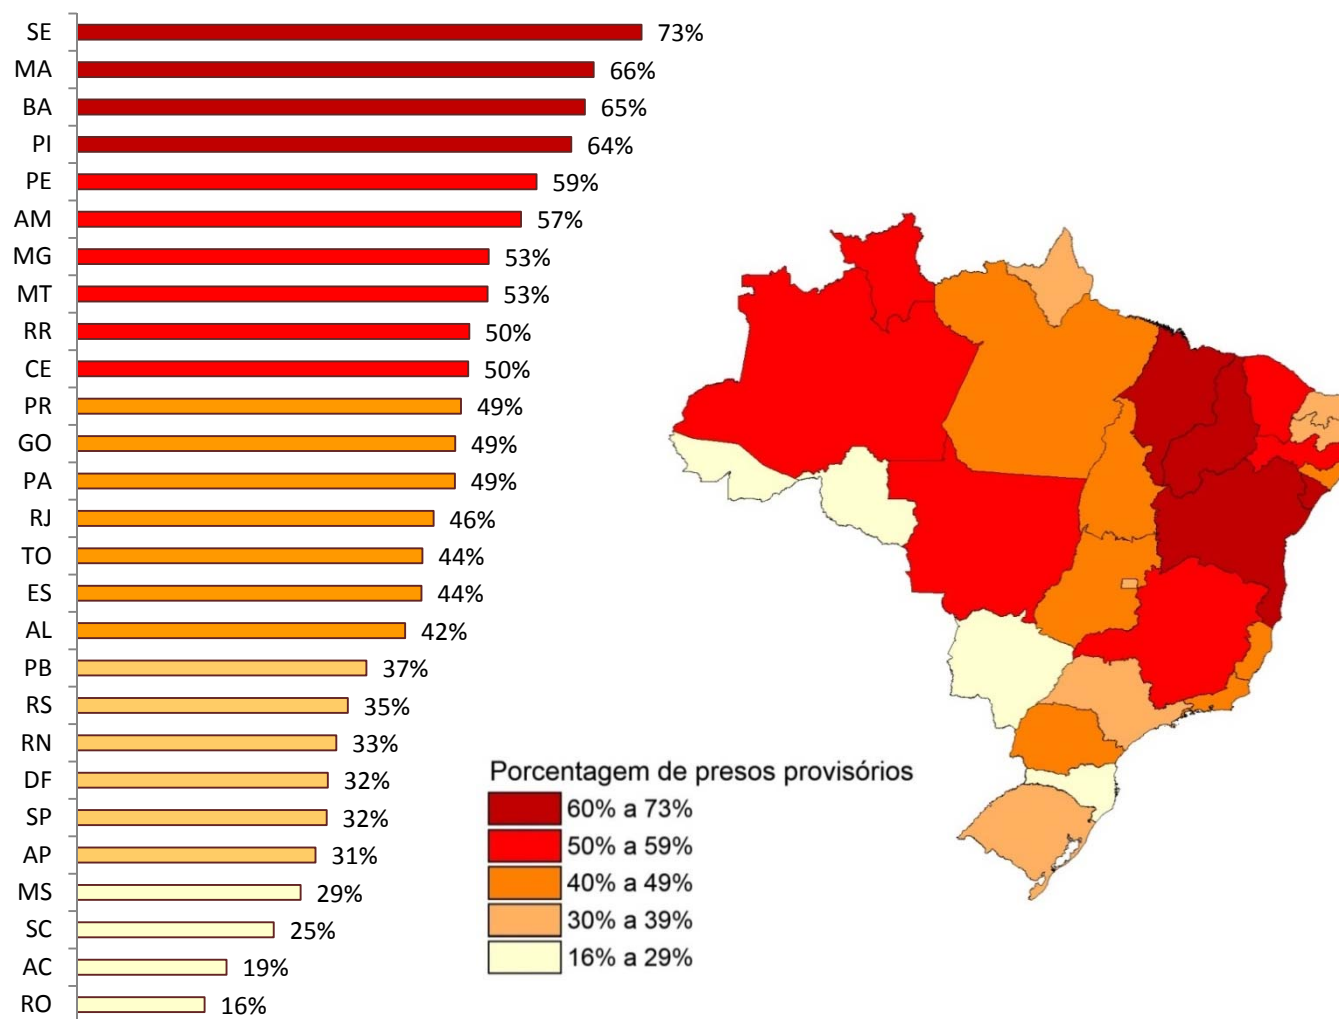 SE 73%
MA 66%
BA 65%
PI 64%
PE 59%
AM 57%
MG 53%
MT 53%
RR 50%
CE 50%
PR 49%
GO 49%
PA 49%
RJ 46%
TO 44%
ES 44%
AL 42%
PB 37%
RS 35%
RN 33%
DF 32%
SP 32%
AP 31%
MS 29%
SC 25%
AC 19%
RO 16%
Porcentagem de presos provisórios
60% a 73%
50% a 59%
40% a 49%
30% a 39%
16% a 29%